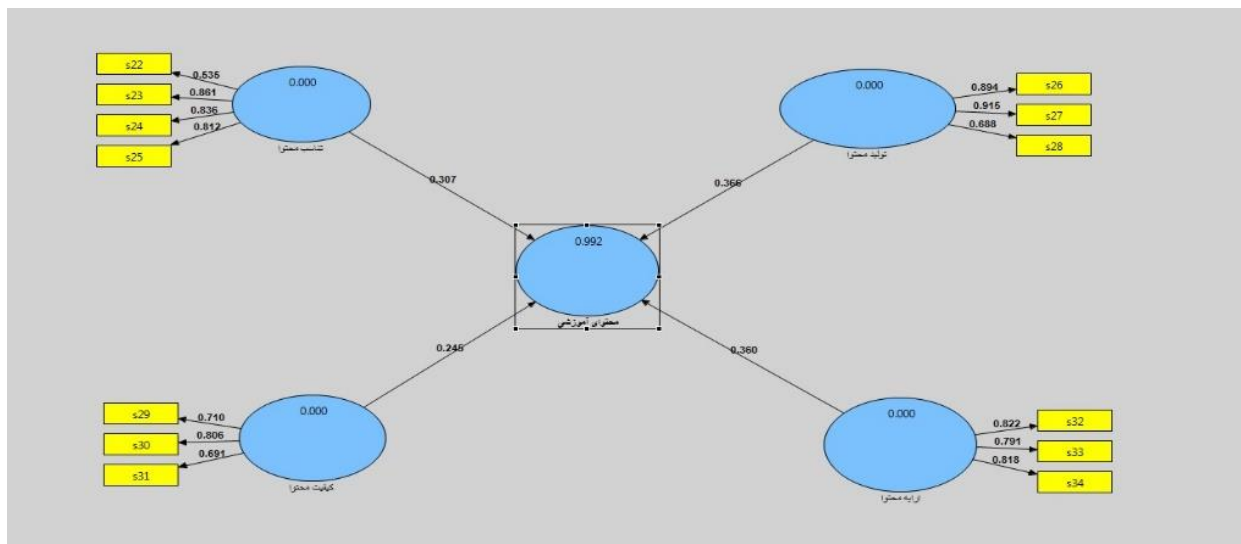 s22
s23
s24
s25
0.535
0.861
0.836
0.812
0.000
تناسب محتوا
0.307
0.000
تولید محتوا
0.894
0.915
0.688
s26
s27
s28
0.366
0.992
محتوای آموزشی
s29
s30
s31
0.710
0.806
0.691
0.000
کیفیت محتوا
0.245
0.360
0.000
ارایه محتوا
0.822
0.791
0.818
s32
s33
s34